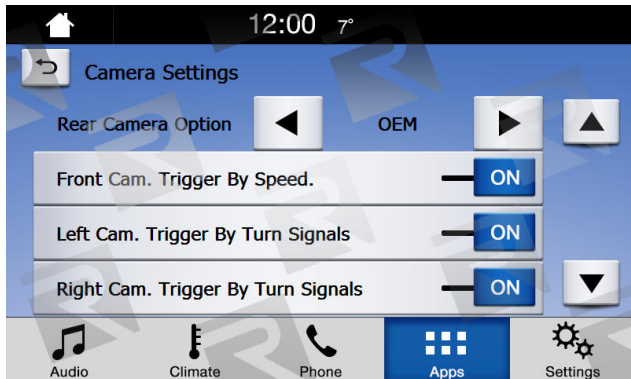 12:00 7°
Camera Settings
Rear Camera Option OEM
Front Cam. Trigger By Speed. ON
Left Cam. Trigger By Turn Signals ON
Right Cam. Trigger By Turn Signals ON
Audio Climate Phone Apps Settings